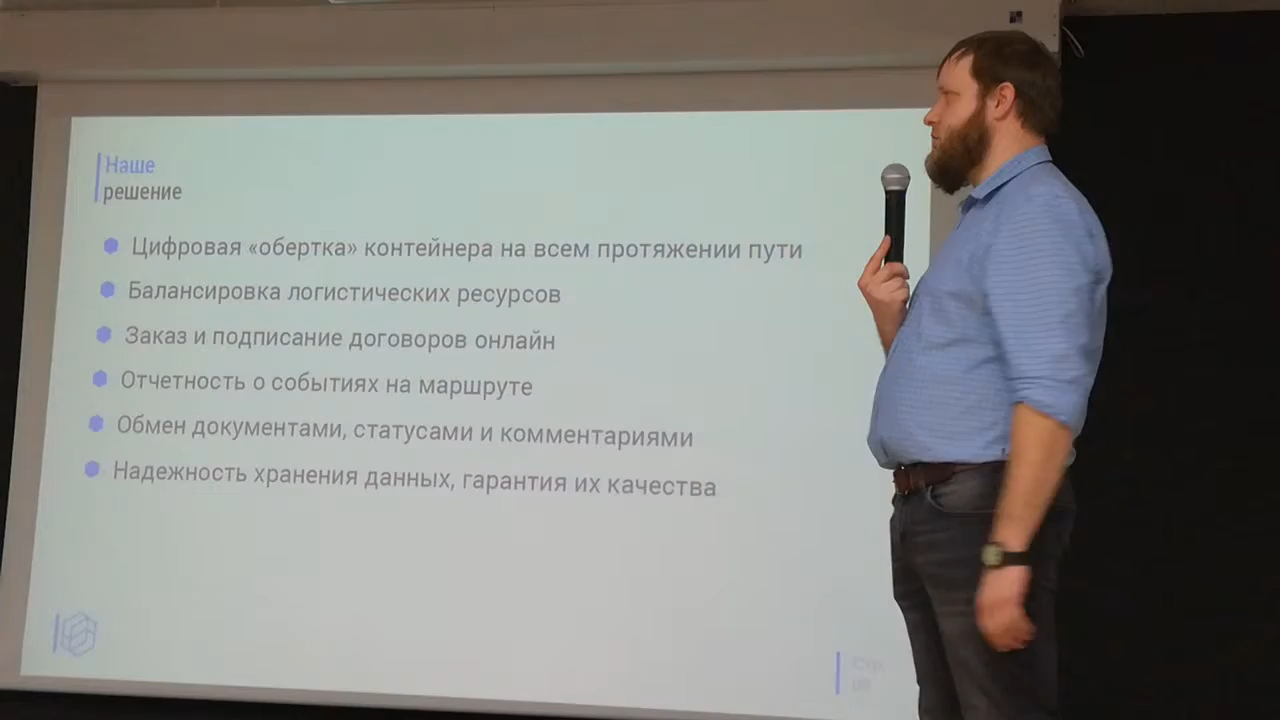 Наше
решение
Цифровая «обертка» контейнера на всем протяжении пути
Балансировка логистических ресурсов
Заказ и подписание договоров онлайн
Отчетность о событиях на маршруте
Обмен документами, статусами и комментариями
Надежность хранения данных, гарантия их качества